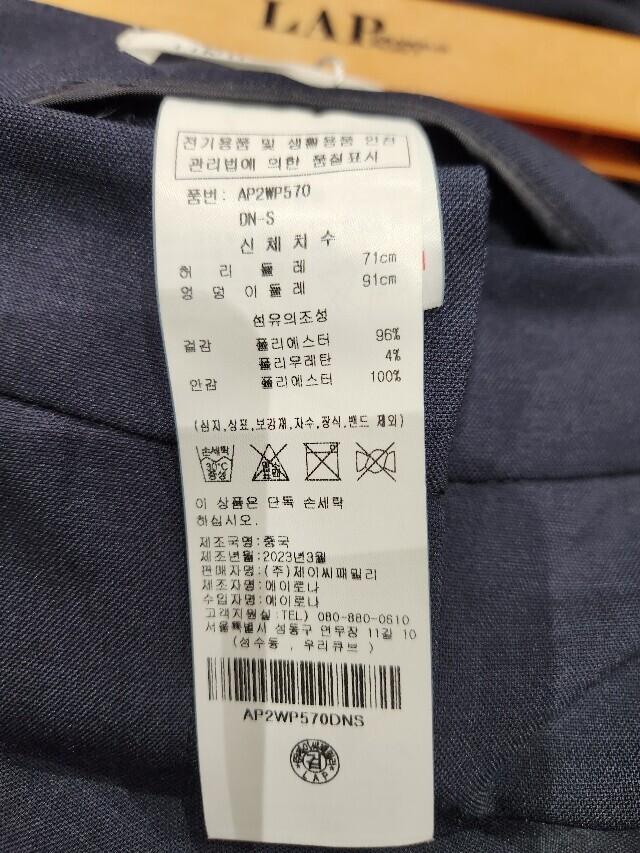 LAP
전기용품 및 생활용품 안전
관리법에 의한 품질표시
품번: AP2WP570
DN-S
신체치수
허리둘레 71cm
엉덩이둘레 91cm
섬유의조성
겉감 폴리에스터 96%
폴리우레탄 4%
안감 폴리에스터 100%
(심지,상표,보강재,자수,장식,밴드 제외)
손세탁
30℃
중성
이 상품은 단독 손세탁
하십시오.
제조국명:중국
제조년월:2023년3월
판매자명:(주)제이씨패밀리
제조자명:에이로나
수입자명:에이로나
고객지원실:TEL) 080-880-0610
서울특별시 성동구 연무장 11길 10
(성수동 , 우리큐브 )
AP2WP570DNS
LAP